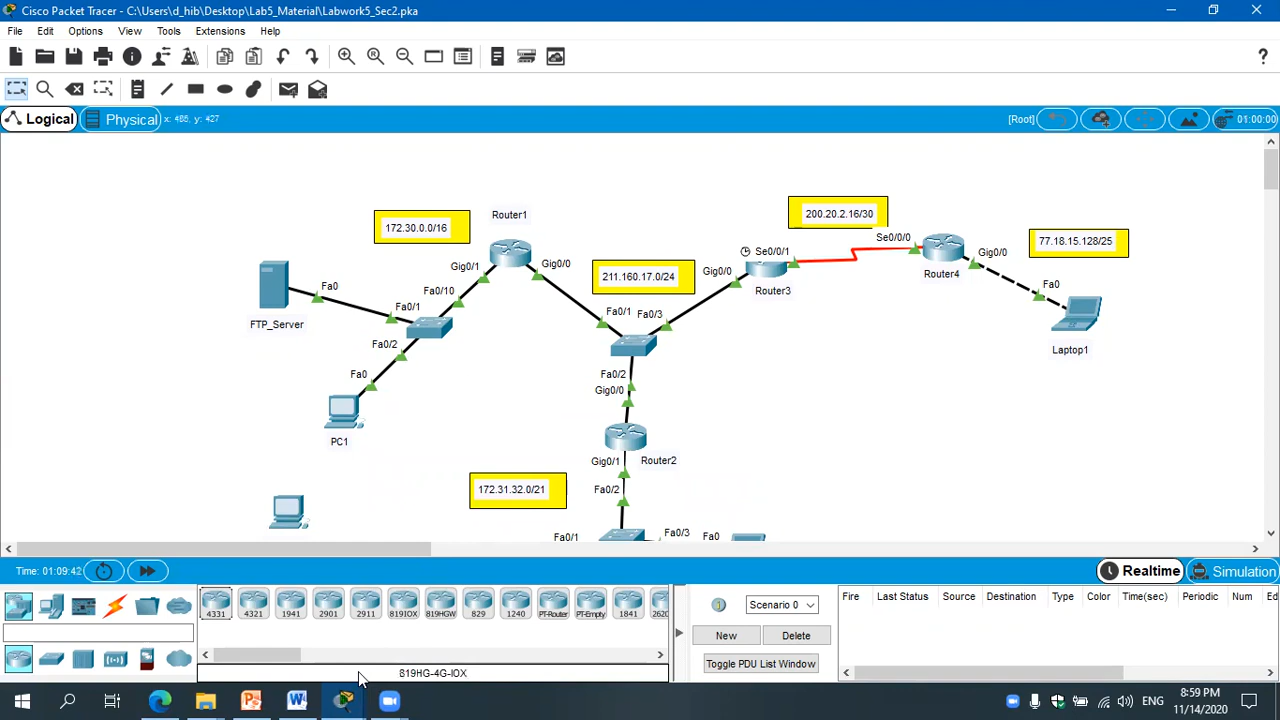 Cisco Packet Tracer - C:\Users\d_hib\Desktop\Lab5_Material\Labwork5_Sec2.pka
File Edit Options View Tools Extensions Help
?
Logical Physical x: 485, y: 427 [Root] 01:00:00
172.30.0.0/16
Router1
200.20.2.16/30
77.18.15.128/25
Gig0/1 Gig0/0
211.160.17.0/24
Gig0/0 Se0/0/1
Router3
Se0/0/0
Router4
Gig0/0
Fa0
Laptop1
Fa0
FTP_Server
Fa0/10
Fa0/1
Fa0/2
Fa0
PC1
Fa0/1 Fa0/3
Fa0/2
Gig0/0
Router2
Gig0/1
172.31.32.0/21
Fa0/2
Fa0/1
Fa0/3 Fa0
Time: 01:09:42
Realtime Simulation
4331 4321 1941 2901 2911 819IOX 819HGW 829 1240 PT-Router PT-Empty 1841 2620
819HG-4G-IOX
Scenario 0
New Delete
Toggle PDU List Window
Fire Last Status Source Destination Type Color Time(sec) Periodic Num Ed
ENG
8:59 PM
11/14/2020